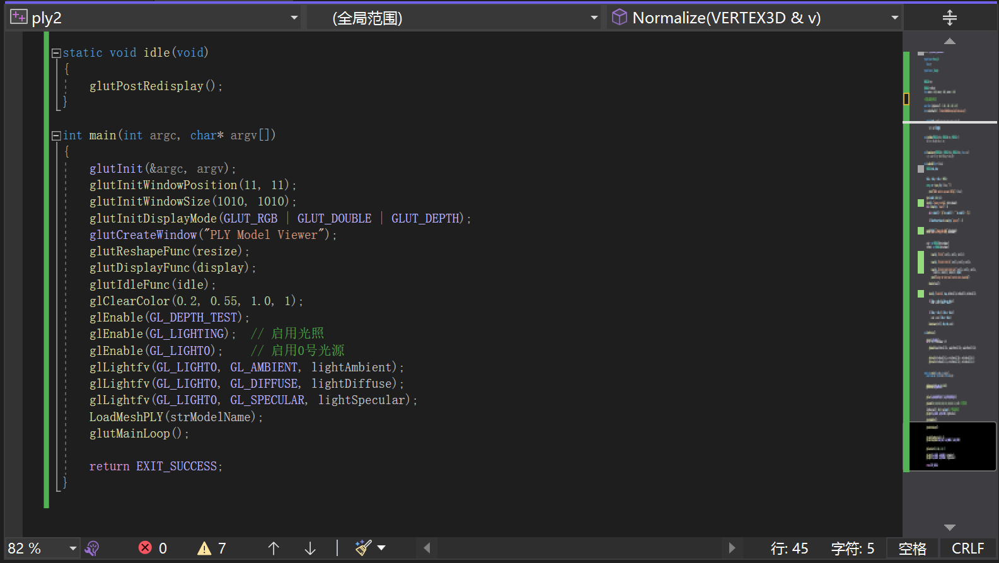 ply2 (全局范围) Normalize(VERTEX3D & v)
static void idle(void)
{
glutPostRedisplay();
}
int main(int argc, char* argv[])
{
glutInit(&argc, argv);
glutInitWindowPosition(11, 11);
glutInitWindowSize(1010, 1010);
glutInitDisplayMode(GLUT_RGB | GLUT_DOUBLE | GLUT_DEPTH);
glutCreateWindow("PLY Model Viewer");
glutReshapeFunc(resize);
glutDisplayFunc(display);
glutIdleFunc(idle);
glClearColor(0.2, 0.55, 1.0, 1);
glEnable(GL_DEPTH_TEST);
glEnable(GL_LIGHTING);  // 启用光照
glEnable(GL_LIGHT0);    // 启用0号光源
glLightfv(GL_LIGHT0, GL_AMBIENT, lightAmbient);
glLightfv(GL_LIGHT0, GL_DIFFUSE, lightDiffuse);
glLightfv(GL_LIGHT0, GL_SPECULAR, lightSpecular);
LoadMeshPLY(strModelName);
glutMainLoop();
return EXIT_SUCCESS;
}
82 % 0 7 行: 45 字符: 5 空格 CRLF